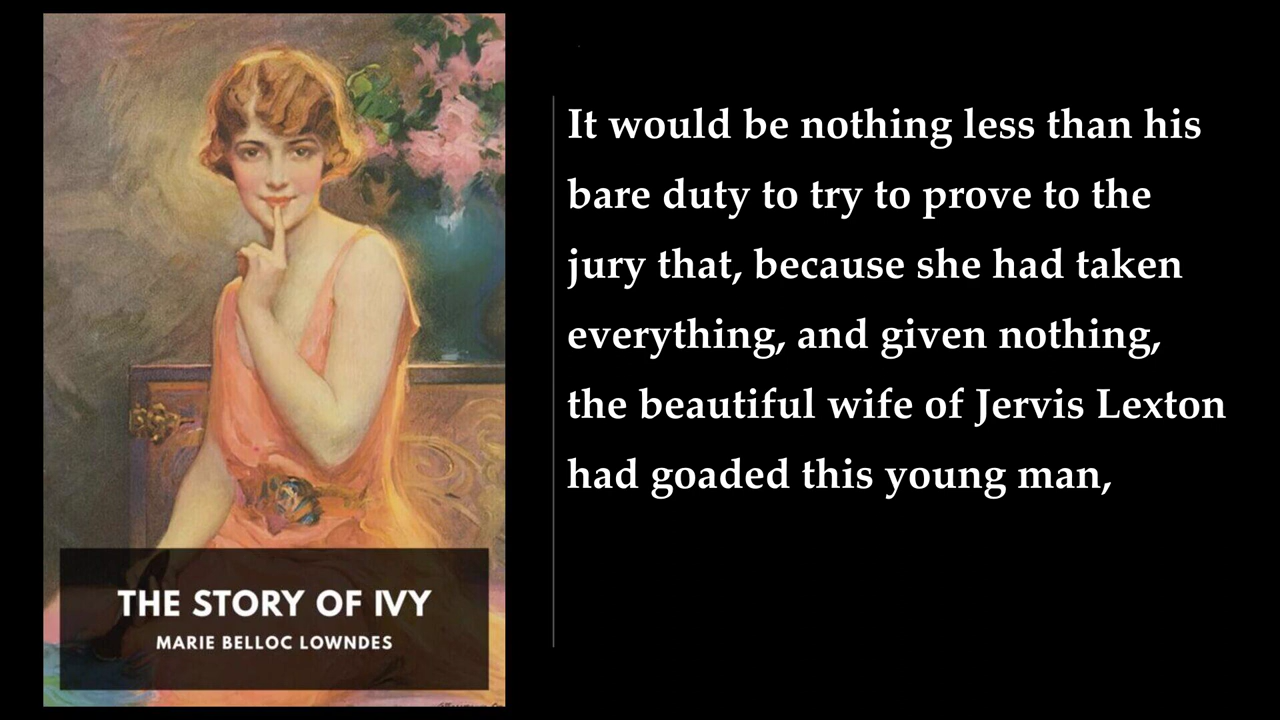 It would be nothing less than his
bare duty to try to prove to the
jury that, because she had taken
everything, and given nothing,
the beautiful wife of Jervis Lexton
had goaded this young man,
THE STORY OF IVY
MARIE BELLOC LOWNDES